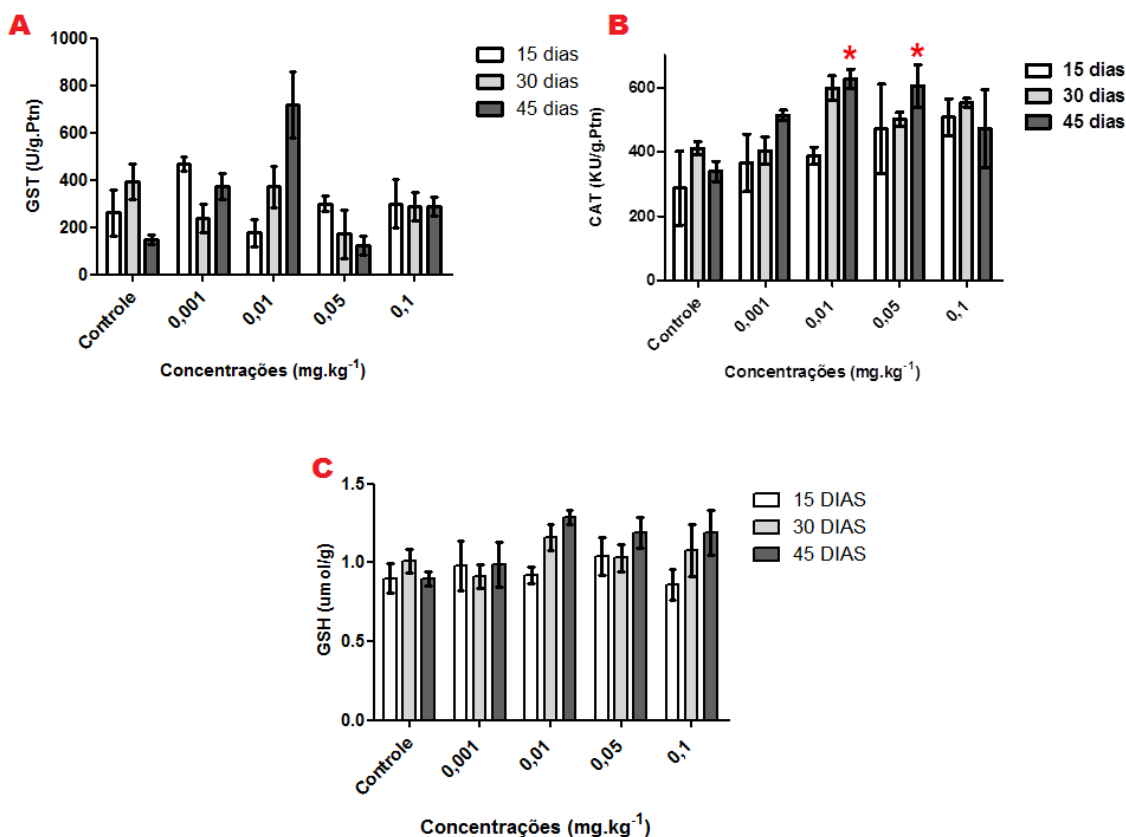 A
GST (U/g.Ptn)
1000
800
600
400
200
0
Controle
0,001
0,01
0,05
0,1
Concentrações (mg.kg⁻¹)
15 dias
30 dias
45 dias
B
CAT (KU/g.Ptn)
600
400
200
0
* *
Controle
0,001
0,01
0,05
0,1
Concentrações (mg.kg⁻¹)
15 dias
30 dias
45 dias
C
GSH (umol/g)
1.5
1.0
0.5
0.0
Controle
0,001
0,01
0,05
0,1
Concentrações (mg.kg⁻¹)
15 DIAS
30 DIAS
45 DIAS